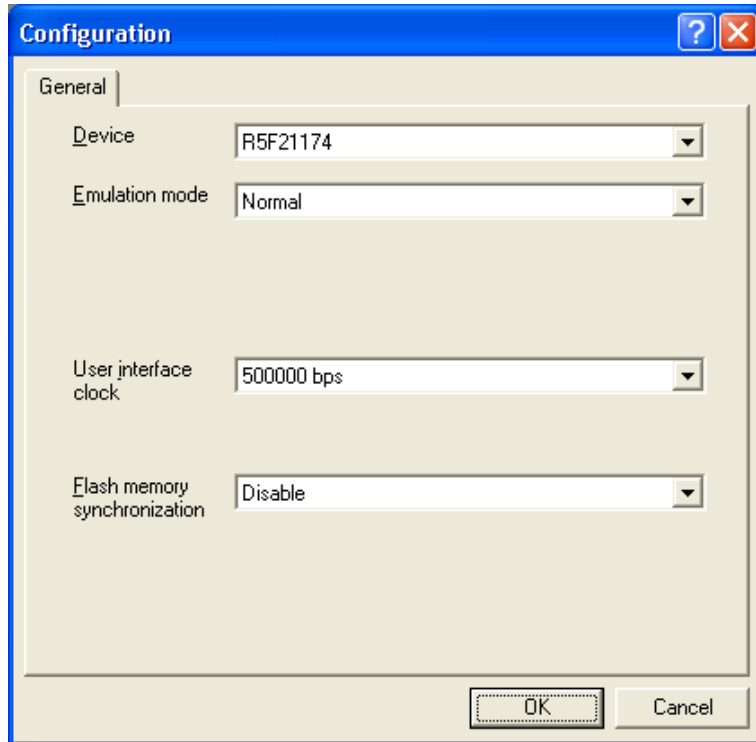 Configuration
General
Device
R5F21174
Emulation mode
Normal
User interface
clock
500000 bps
Flash memory
synchronization
Disable
OK
Cancel